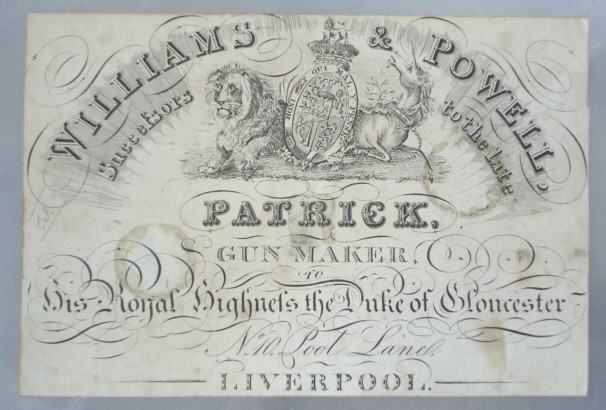 WILLIAMS & POWELL,
Succeſsors to the late
HONI SOIT QUI MAL Y PENSE
PATRICK,
GUN MAKER,
TO
His Royal Highneſs the Duke of Gloucester
No. 10. Pool Lane.
LIVERPOOL.